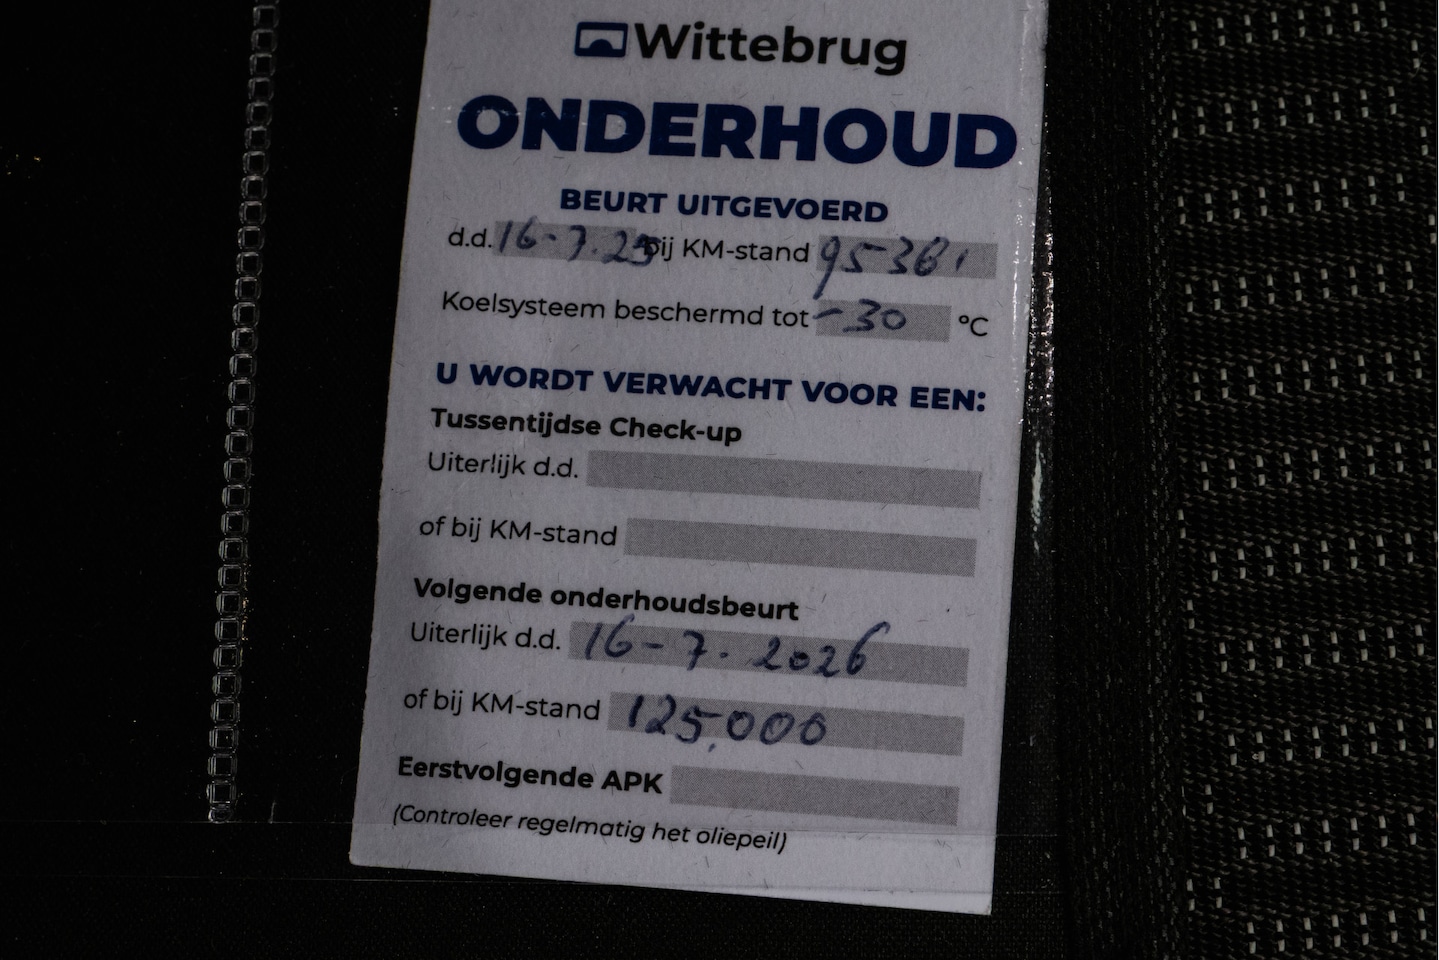 Wittebrug
ONDERHOUD
BEURT UITGEVOERD
d.d. 16-7.25 bij KM-stand 95361
Koelsysteem beschermd tot -30 °C
U WORDT VERWACHT VOOR EEN:
Tussentijdse Check-up
Uiterlijk d.d.
of bij KM-stand
Volgende onderhoudsbeurt
Uiterlijk d.d. 16-7.2026
of bij KM-stand 125.000
Eerstvolgende APK
(Controleer regelmatig het oliepeil)